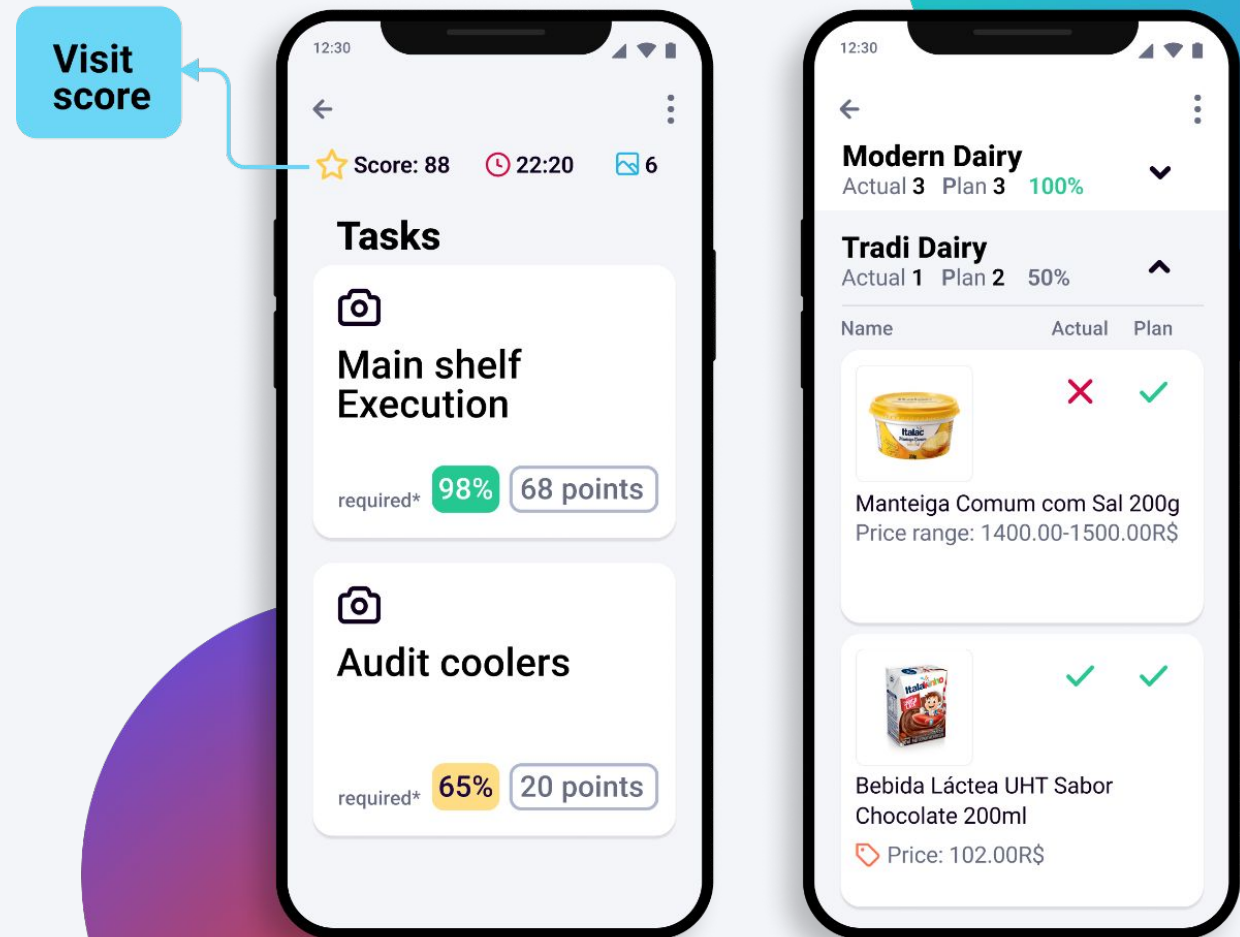 Visit
score
12:30
Score: 88 22:20 6
Tasks
Main shelf
Execution
required* 98% 68 points
Audit coolers
required* 65% 20 points
12:30
Modern Dairy
Actual 3 Plan 3 100%
Tradi Dairy
Actual 1 Plan 2 50%
Name Actual Plan
Italac
Manteiga Comum com Sal 200g
Price range: 1400.00-1500.00R$
Bebida Láctea UHT Sabor
Chocolate 200ml
Price: 102.00R$